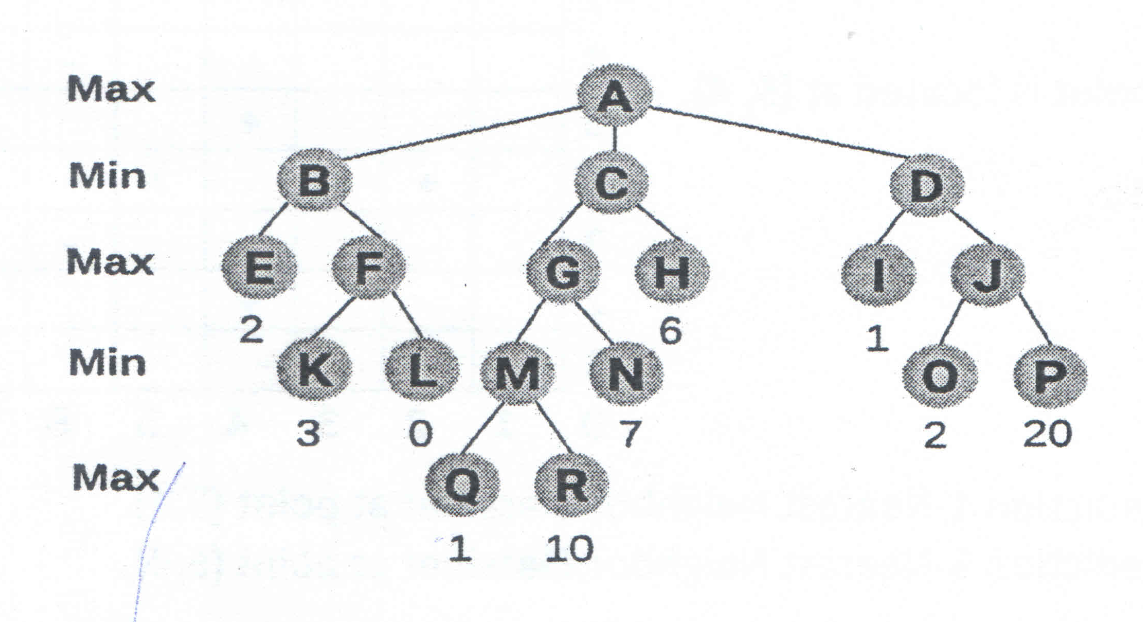 Max A
Min B C D
Max E F G H I J
2 6 1
Min K L M N O P
3 0 7 2 20
Max Q R
1 10